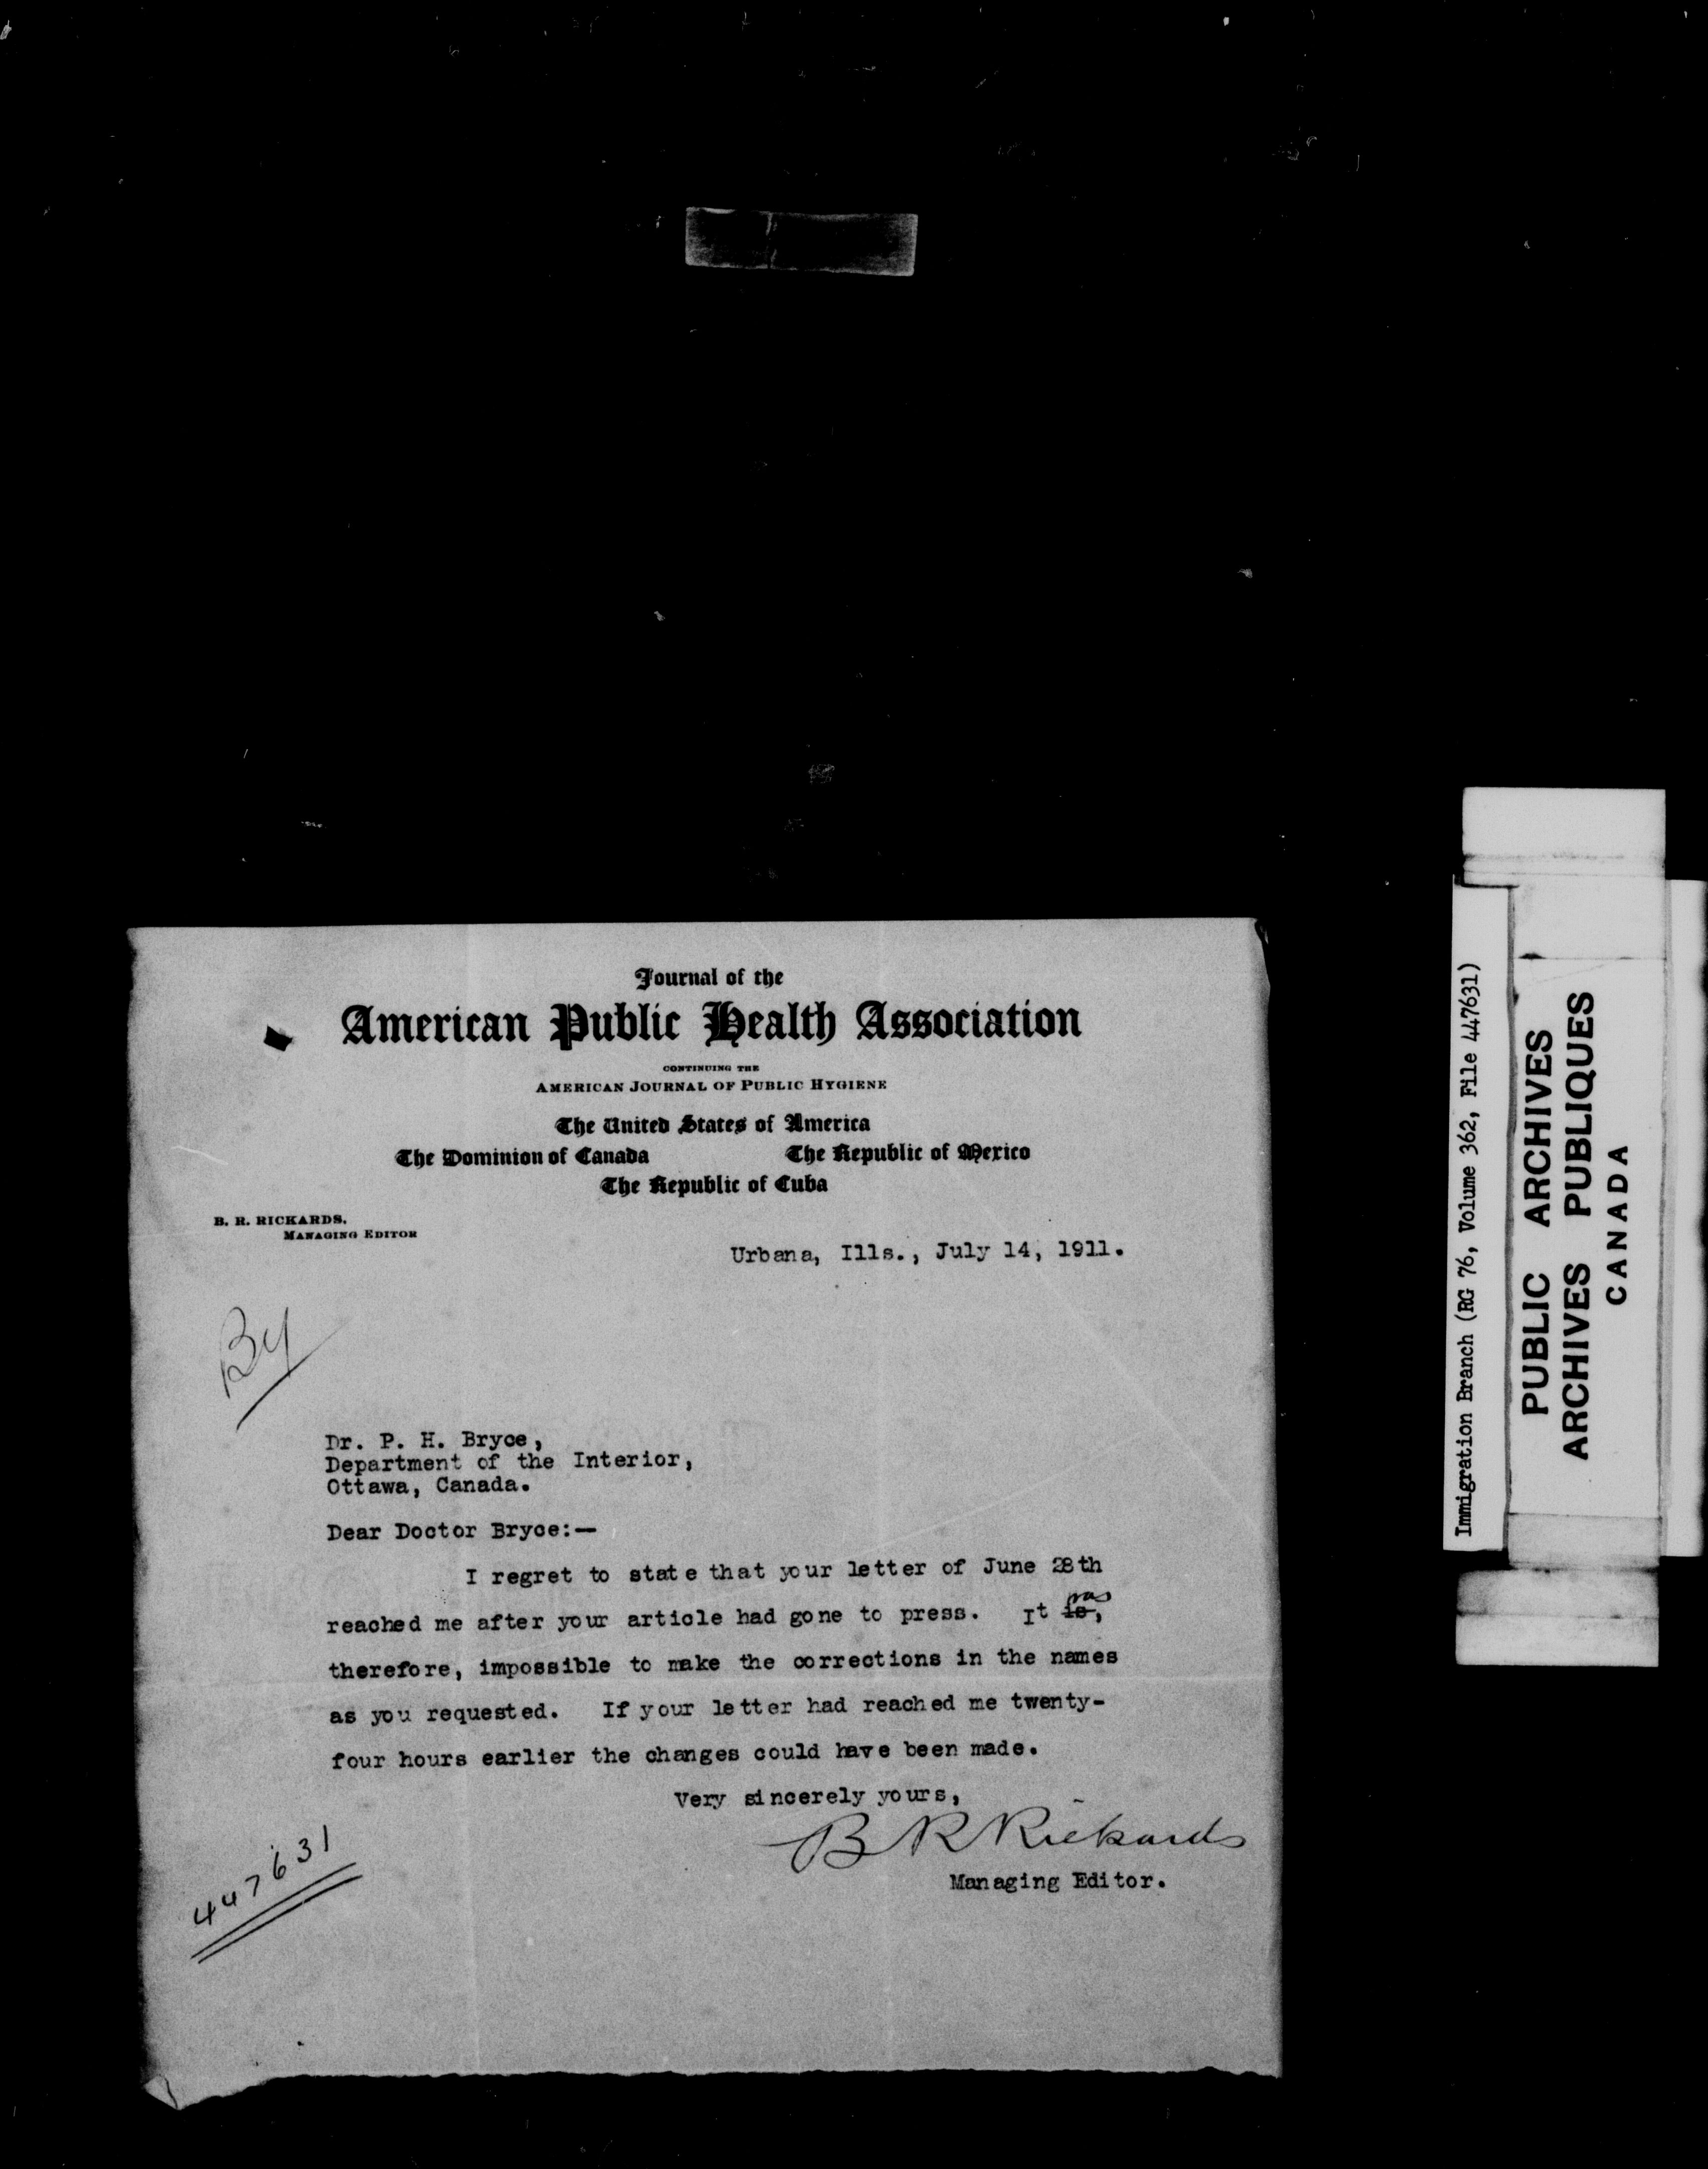 Journal of the
American Public Health Association
CONTINUING THE
AMERICAN JOURNAL OF PUBLIC HYGIENE
The United States of America
The Dominion of Canada The Republic of Mexico
The Republic of Cuba
B. R. RICKARDS,
MANAGING EDITOR
Urbana, Ills., July 14, 1911.
By
Dr. P. H. Bryce,
Department of the Interior,
Ottawa, Canada.
Dear Doctor Bryce:—
I regret to state that your letter of June 28th
was
reached me after your article had gone to press. It is,
therefore, impossible to make the corrections in the names
as you requested. If your letter had reached me twenty-
four hours earlier the changes could have been made.
Very sincerely yours,
B R Rickards
Managing Editor.
447631
Immigration Branch (RG 76, Volume 362, File 447631)
PUBLIC ARCHIVES
ARCHIVES PUBLIQUES
CANADA